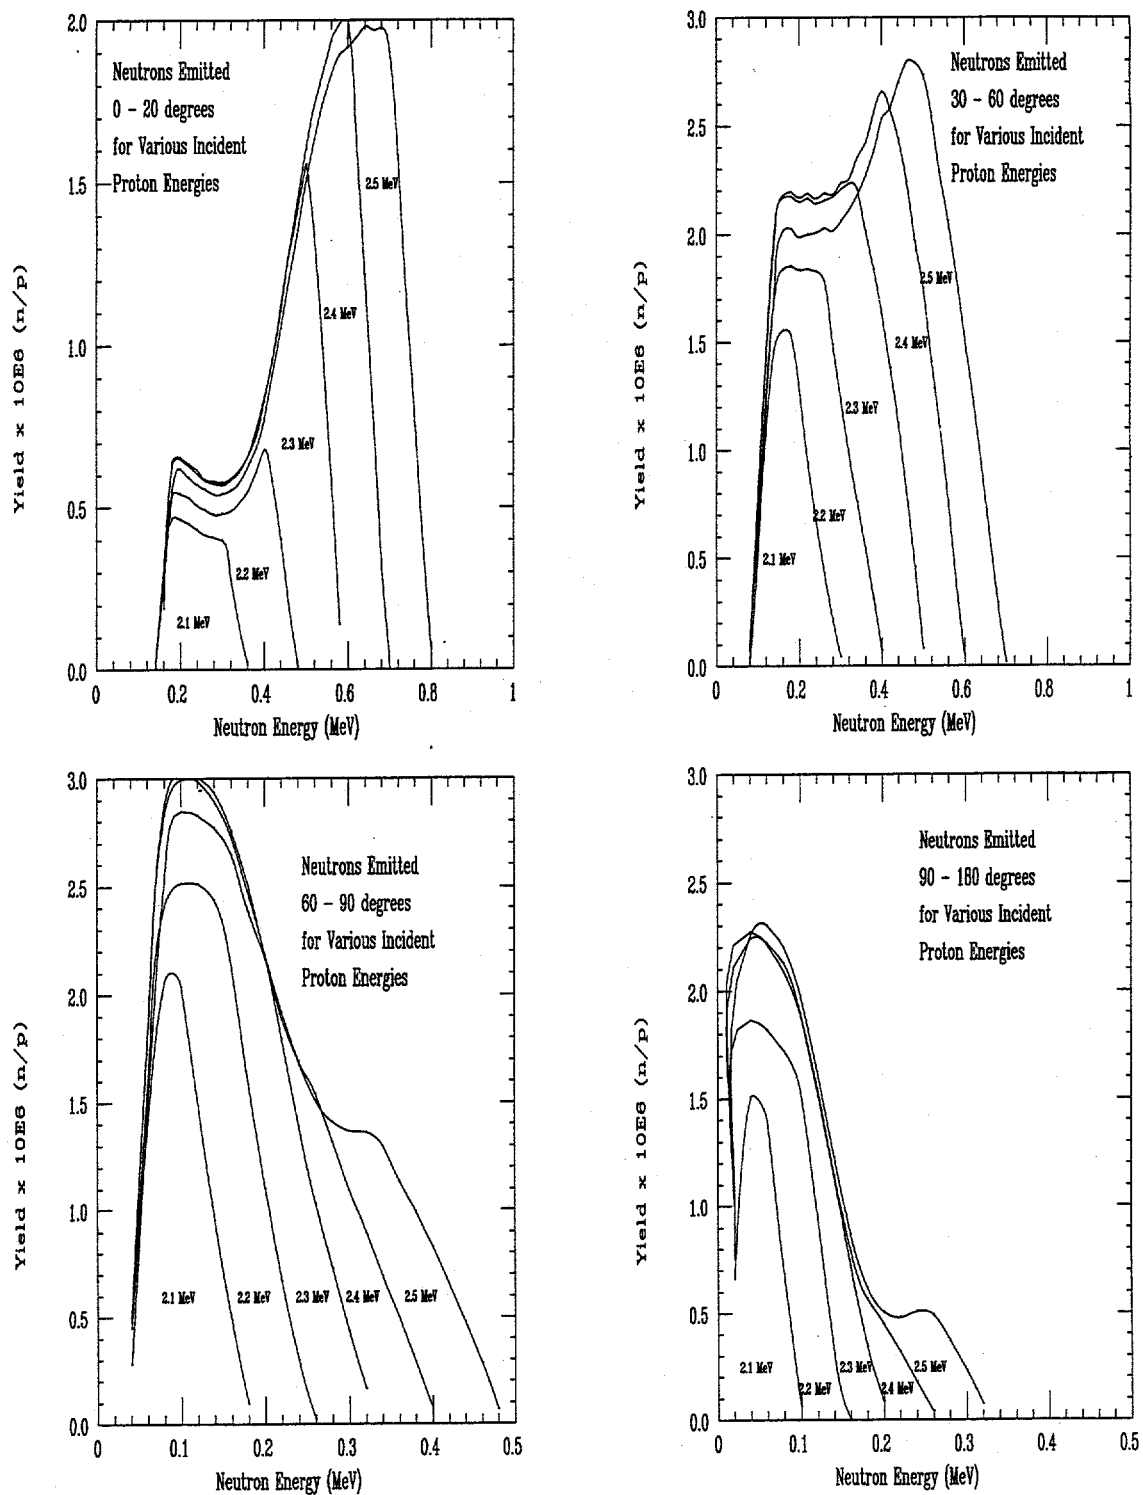 2.0
1.5
1.0
0.5
0.0
Yield x 10E6 (n/p)
Neutrons Emitted
0 - 20 degrees
for Various Incident
Proton Energies
2.5 MeV
2.4 MeV
2.3 MeV
2.2 MeV
2.1 MeV
0 0.2 0.4 0.6 0.8 1
Neutron Energy (MeV)
3.0
2.5
2.0
1.5
1.0
0.5
0.0
Yield x 10E6 (n/p)
Neutrons Emitted
30 - 60 degrees
for Various Incident
Proton Energies
2.5 MeV
2.4 MeV
2.3 MeV
2.2 MeV
2.1 MeV
0 0.2 0.4 0.6 0.8 1
Neutron Energy (MeV)
3.0
2.5
2.0
1.5
1.0
0.5
0.0
Yield x 10E6 (n/p)
Neutrons Emitted
60 - 90 degrees
for Various Incident
Proton Energies
2.1 MeV 2.2 MeV 2.3 MeV 2.4 MeV 2.5 MeV
0 0.1 0.2 0.3 0.4 0.5
Neutron Energy (MeV)
3.0
2.5
2.0
1.5
1.0
0.5
0.0
Yield x 10E6 (n/p)
Neutrons Emitted
90 - 180 degrees
for Various Incident
Proton Energies
2.1 MeV 2.3 MeV 2.5 MeV
2.2 MeV 2.4 MeV
0 0.1 0.2 0.3 0.4 0.5
Neutron Energy (MeV)